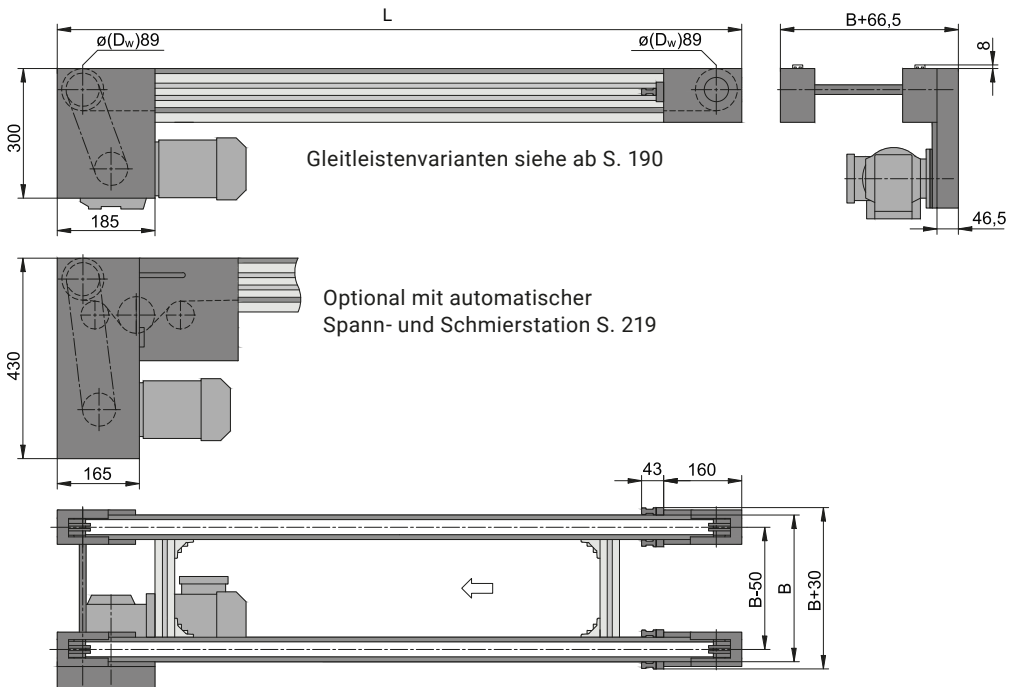 L
B+66,5
ø(Dw)89
ø(Dw)89
8
300
Gleitleistenvarianten siehe ab S. 190
185
46,5
Optional mit automatischer
Spann- und Schmierstation S. 219
430
165
43
160
B-50
B
B+30